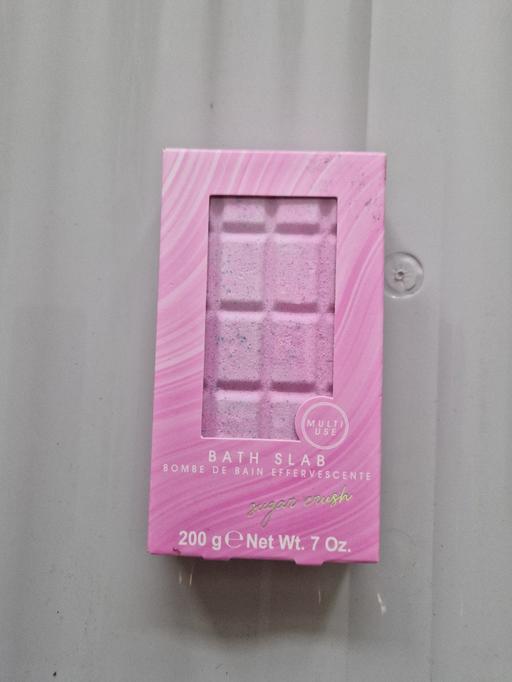 MULTI
USE
BATH SLAB
BOMBE DE BAIN EFFERVESCENTE
sugar crush
200 g ℮ Net Wt. 7 Oz.